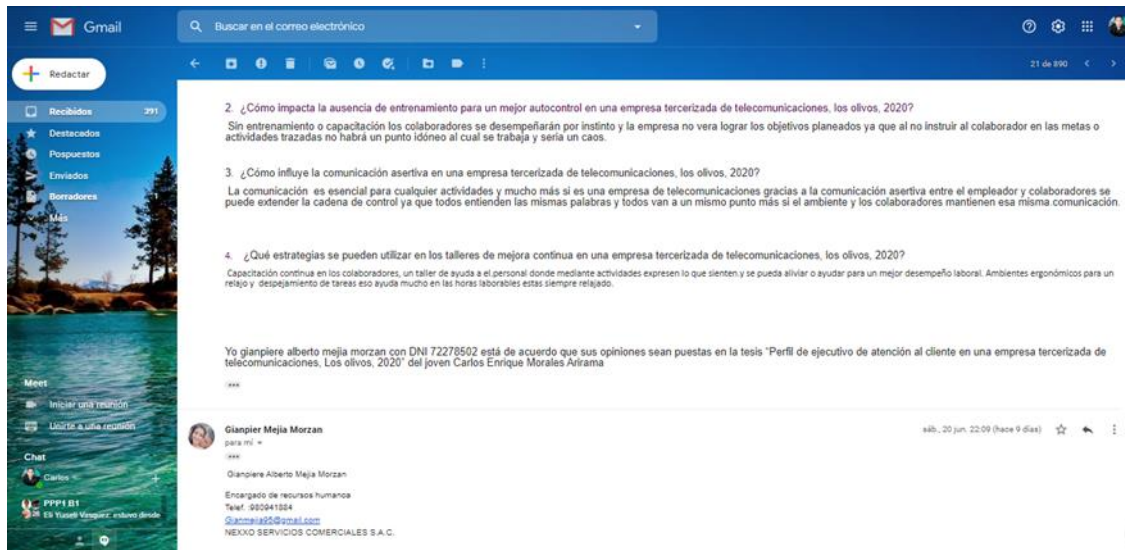 Gmail
Buscar en el correo electrónico
Redactar
21 de 890
Recibidos 391
Destacados
Pospuestos
Enviados
Borradores
Más
2. ¿Cómo impacta la ausencia de entrenamiento para un mejor autocontrol en una empresa tercerizada de telecomunicaciones, los olivos, 2020?
Sin entrenamiento o capacitación los colaboradores se desempeñarán por instinto y la empresa no vera lograr los objetivos planeados ya que al no instruir al colaborador en las metas o
actividades trazadas no habrá un punto idóneo al cual se trabaja y seria un caos.
3. ¿Cómo influye la comunicación asertiva en una empresa tercerizada de telecomunicaciones, los olivos, 2020?
La comunicación es esencial para cualquier actividades y mucho más si es una empresa de telecomunicaciones gracias a la comunicación asertiva entre el empleador y colaboradores se
puede extender la cadena de control ya que todos entienden las mismas palabras y todos van a un mismo punto más si el ambiente y los colaboradores mantienen esa misma comunicación.
4. ¿Qué estrategias se pueden utilizar en los talleres de mejora continua en una empresa tercerizada de telecomunicaciones, los olivos, 2020?
Capacitación continua en los colaboradores, un taller de ayuda a el personal donde mediante actividades expresen lo que sienten y se pueda aliviar o ayudar para un mejor desempeño laboral. Ambientes ergonómicos para un
relajo y despejamiento de tareas eso ayuda mucho en las horas laborables estas siempre relajado.
Yo gianpiere alberto mejia morzan con DNI 72278502 está de acuerdo que sus opiniones sean puestas en la tesis "Perfil de ejecutivo de atención al cliente en una empresa tercerizada de
telecomunicaciones, Los olivos, 2020" del joven Carlos Enrique Morales Arirama
Meet
Iniciar una reunión
Unirte a una reunión
Chat
Carlos
PPP1 B1
Eli Yuseli Vasquez: estuvo desde
Gianpier Mejia Morzan
sáb., 20 jun. 22:09 (hace 9 días)
para mí
Gianpiere Alberto Mejia Morzan
Encargado de recursos humanos
Telef. :980941884
Gianmejia95@gmail.com
NEXXO SERVICIOS COMERCIALES S.A.C.